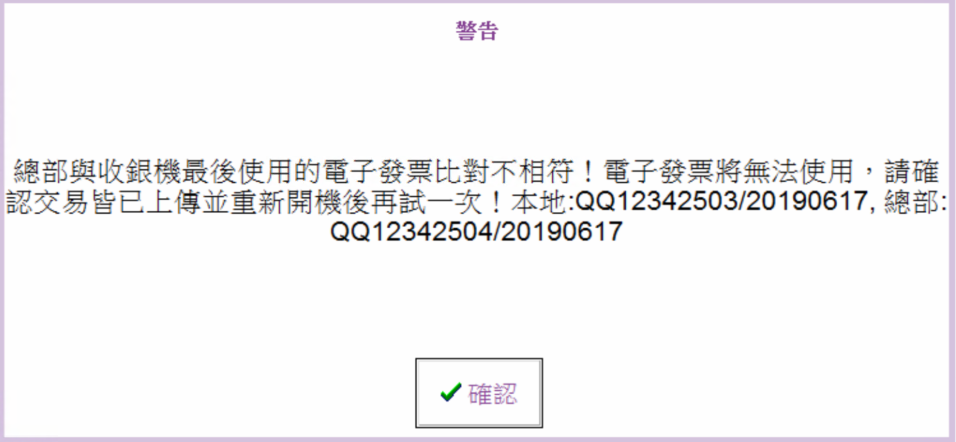 警告
總部與收銀機最後使用的電子發票比對不相符！電子發票將無法使用，請確
認交易皆已上傳並重新開機後再試一次！本地:QQ12342503/20190617, 總部:
QQ12342504/20190617
確認